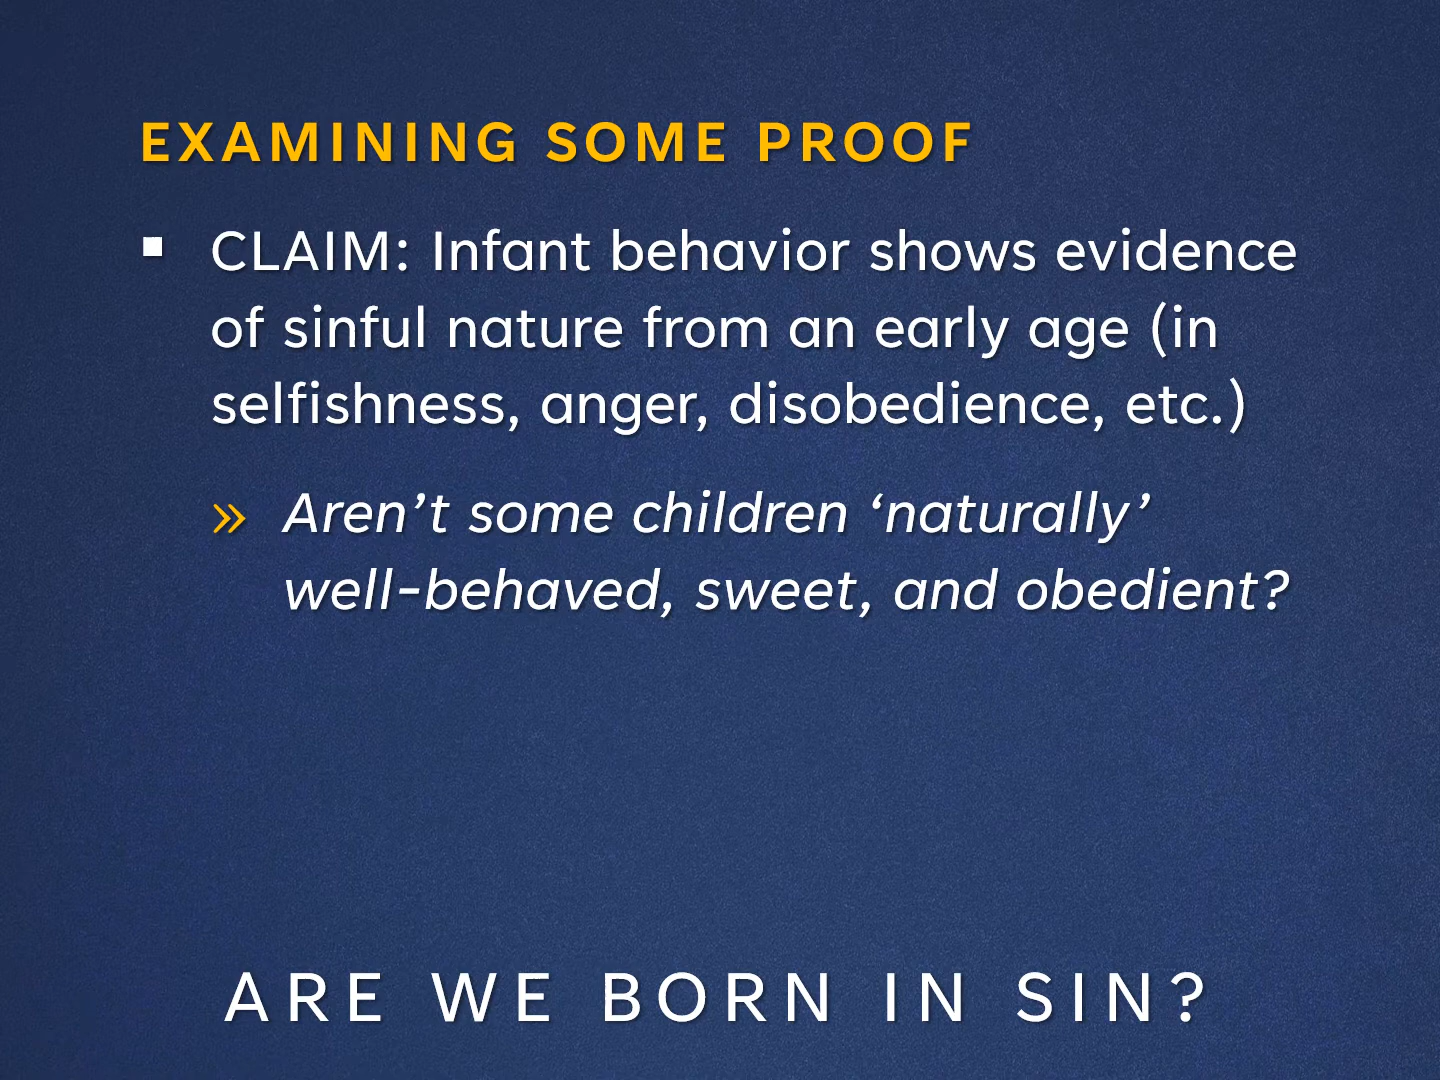 EXAMINING SOME PROOF
▪ CLAIM: Infant behavior shows evidence
of sinful nature from an early age (in
selfishness, anger, disobedience, etc.)
» Aren’t some children ‘naturally’
well-behaved, sweet, and obedient?
ARE WE BORN IN SIN?